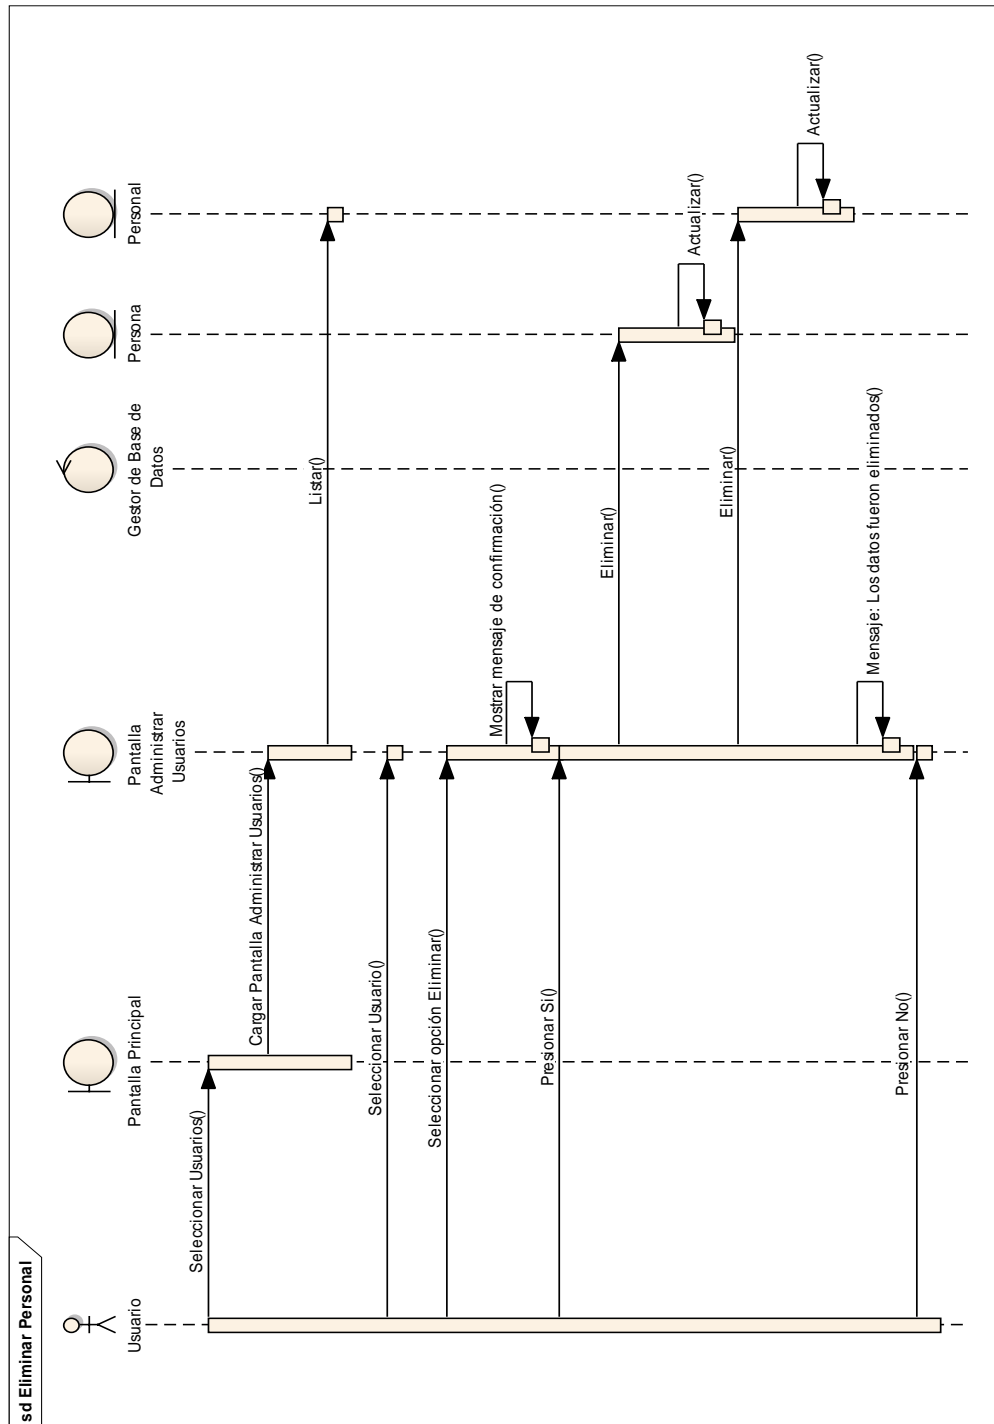 sd Eliminar Personal
Usuario
Pantalla Principal
Pantalla
Administrar
Usuarios
Gestor de Base de
Datos
Persona
Personal
Seleccionar Usuarios()
Cargar Pantalla Administrar Usuarios()
Listar()
Seleccionar Usuario()
Seleccionar opción Eliminar()
Mostrar mensaje de confirmación()
Presionar Si()
Eliminar()
Actualizar()
Eliminar()
Actualizar()
Mensaje: Los datos fueron eliminados()
Presionar No()